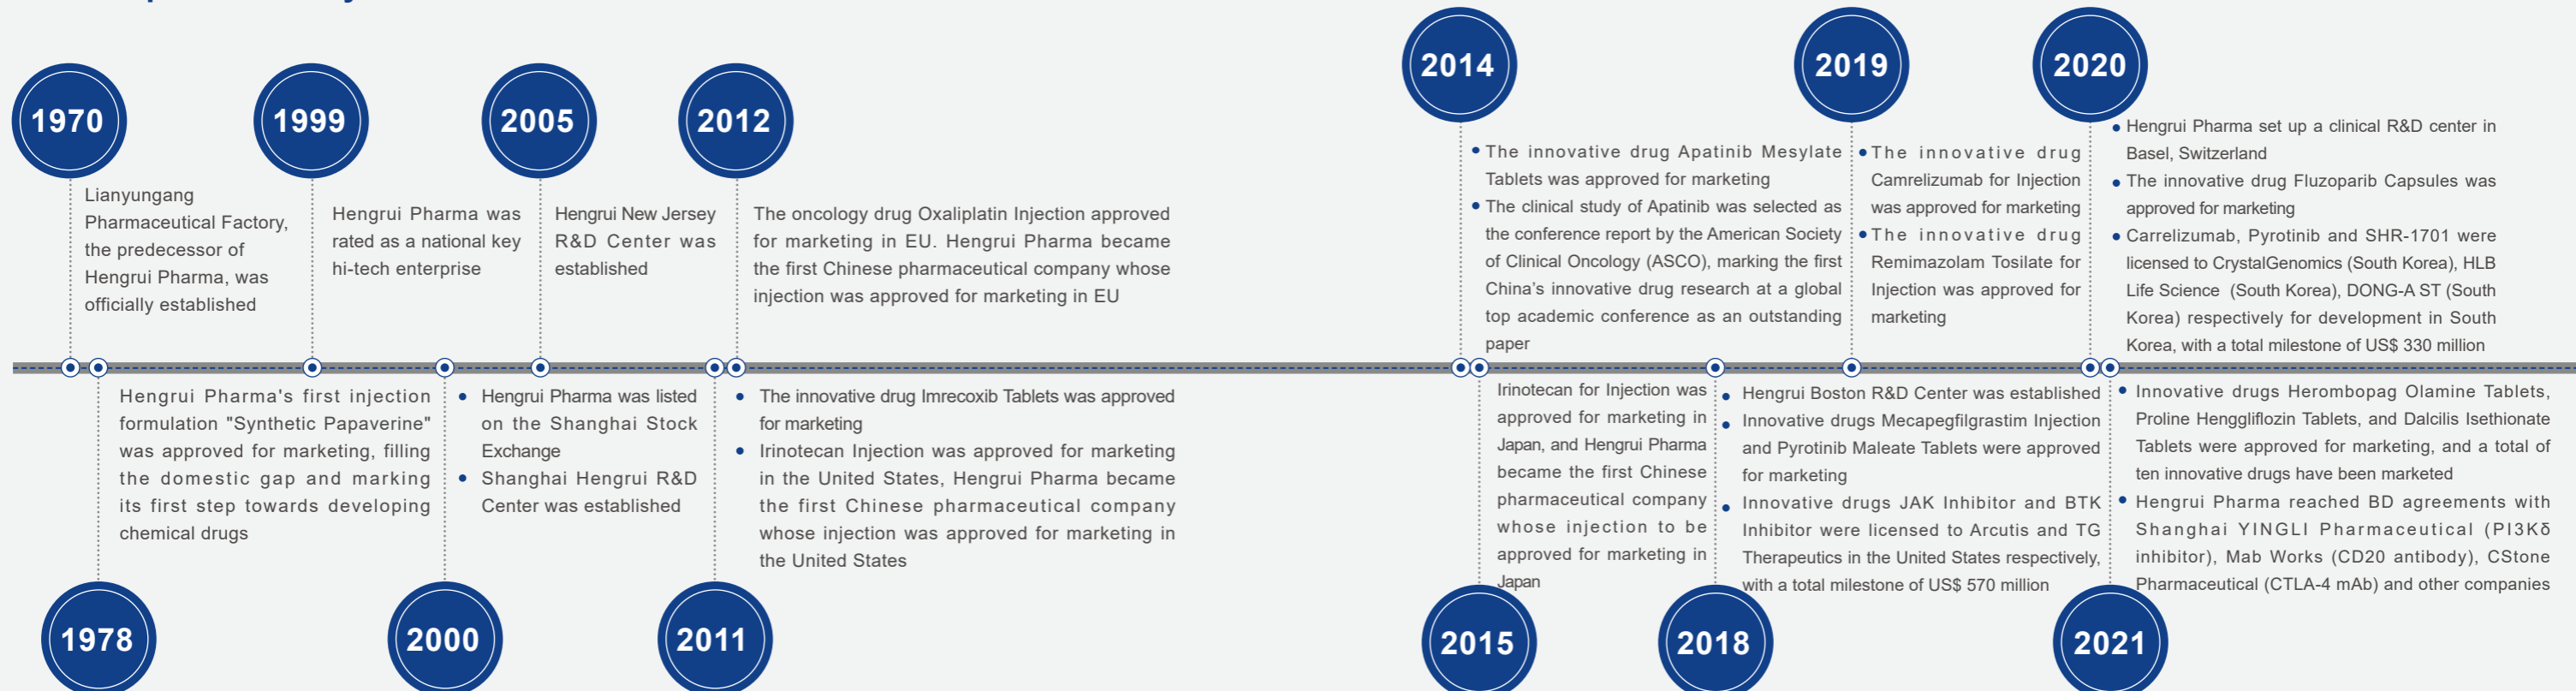 1970
Lianyungang
Pharmaceutical Factory,
the predecessor of
Hengrui Pharma, was
officially established
1978
Hengrui Pharma's first injection
formulation "Synthetic Papaverine"
was approved for marketing, filling
the domestic gap and marking
its first step towards developing
chemical drugs
1999
Hengrui Pharma was
rated as a national key
hi-tech enterprise
2000
Hengrui Pharma was listed
on the Shanghai Stock
Exchange
Shanghai Hengrui R&D
Center was established
2005
Hengrui New Jersey
R&D Center was
established
2011
The innovative drug Imrecoxib Tablets was approved
for marketing
Irinotecan Injection was approved for marketing
in the United States, Hengrui Pharma became
the first Chinese pharmaceutical company
whose injection was approved for marketing in
the United States
2012
The oncology drug Oxaliplatin Injection approved
for marketing in EU. Hengrui Pharma became
the first Chinese pharmaceutical company whose
injection was approved for marketing in EU
2014
The innovative drug Apatinib Mesylate
Tablets was approved for marketing
The clinical study of Apatinib was selected as
the conference report by the American Society
of Clinical Oncology (ASCO), marking the first
China's innovative drug research at a global
top academic conference as an outstanding
paper
2015
Irinotecan for Injection was
approved for marketing in
Japan, and Hengrui Pharma
became the first Chinese
pharmaceutical company
whose injection to be
approved for marketing in
Japan
2018
Hengrui Boston R&D Center was established
Innovative drugs Mecapegfilgrastim Injection
and Pyrotinib Maleate Tablets were approved
for marketing
Innovative drugs JAK Inhibitor and BTK
Inhibitor were licensed to Arcutis and TG
Therapeutics in the United States respectively,
with a total milestone of US$ 570 million
2019
The innovative drug
Camrelizumab for Injection
was approved for marketing
The innovative drug
Remimazolam Tosilate for
Injection was approved for
marketing
2020
Hengrui Pharma set up a clinical R&D center in
Basel, Switzerland
The innovative drug Fluzoparib Capsules was
approved for marketing
Carrelizumab, Pyrotinib and SHR-1701 were
licensed to CrystalGenomics (South Korea), HLB
Life Science (South Korea), DONG-A ST (South
Korea) respectively for development in South
Korea, with a total milestone of US$ 330 million
2021
Innovative drugs Herombopag Olamine Tablets,
Proline Henggliflozin Tablets, and Dalcilis Isethionate
Tablets were approved for marketing, and a total of
ten innovative drugs have been marketed
Hengrui Pharma reached BD agreements with
Shanghai YINGLI Pharmaceutical (PI3Kδ
inhibitor), Mab Works (CD20 antibody), CStone
Pharmaceutical (CTLA-4 mAb) and other companies